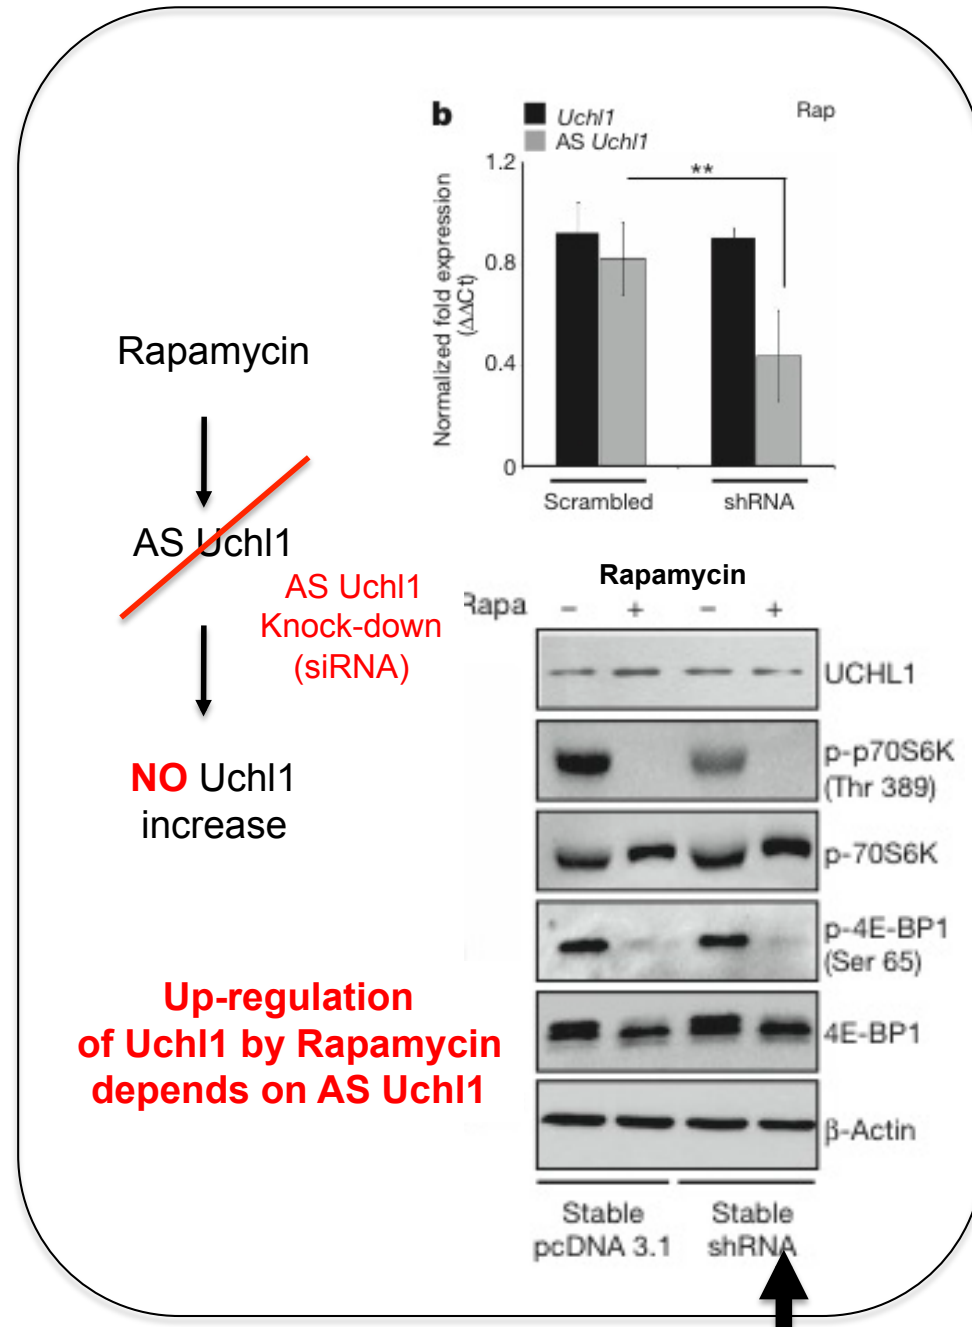 b
Uchl1
AS Uchl1
Rap
**
Normalized fold expression
(ΔΔCt)
1.2
0.8
0.4
0
Scrambled
shRNA
Rapamycin
AS Uchl1
AS Uchl1
Knock-down
(siRNA)
NO Uchl1
increase
Up-regulation
of Uchl1 by Rapamycin
depends on AS Uchl1
Rapamycin
Rapa – + – +
UCHL1
p-p70S6K
(Thr 389)
p-70S6K
p-4E-BP1
(Ser 65)
4E-BP1
β-Actin
Stable
pcDNA 3.1
Stable
shRNA